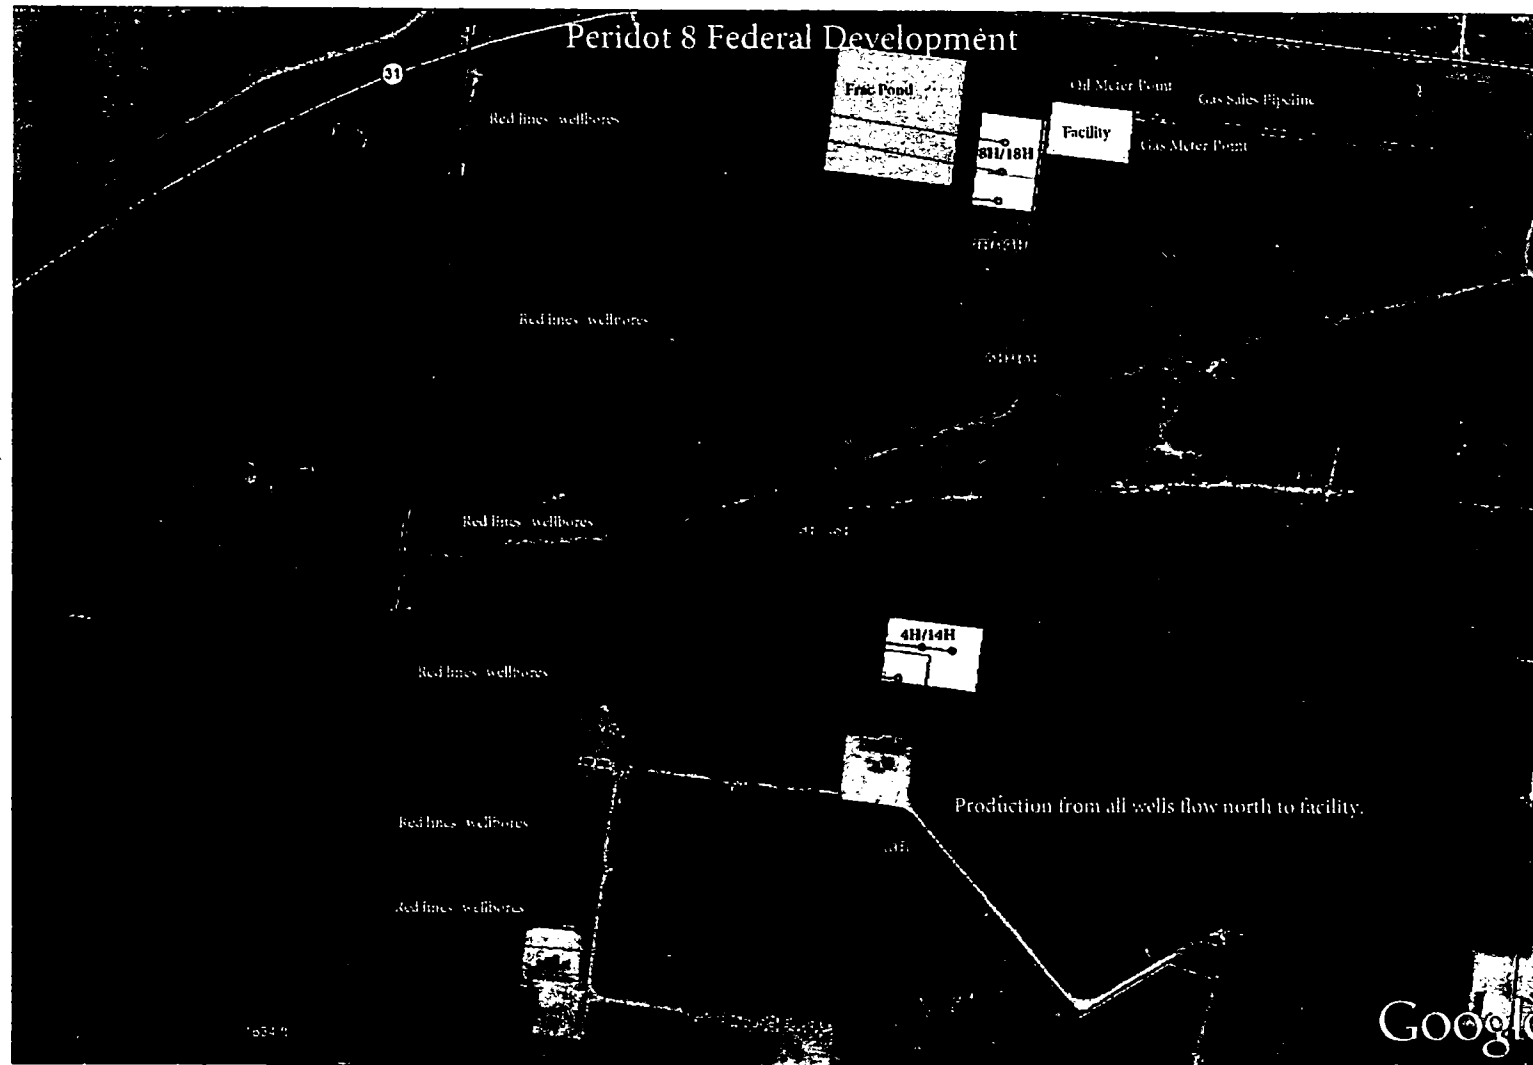 Peridot 8 Federal Development
31
Frac Pond
Oil Meter Point
Gas Sales Pipeline
Red lines wellbores
Facility
Gas Meter Point
8H/18H
Red lines wellbores
Red lines wellbores
4H/14H
Red lines wellbores
Production from all wells flow north to facility.
Red lines wellbores
Red lines wellbores
Google